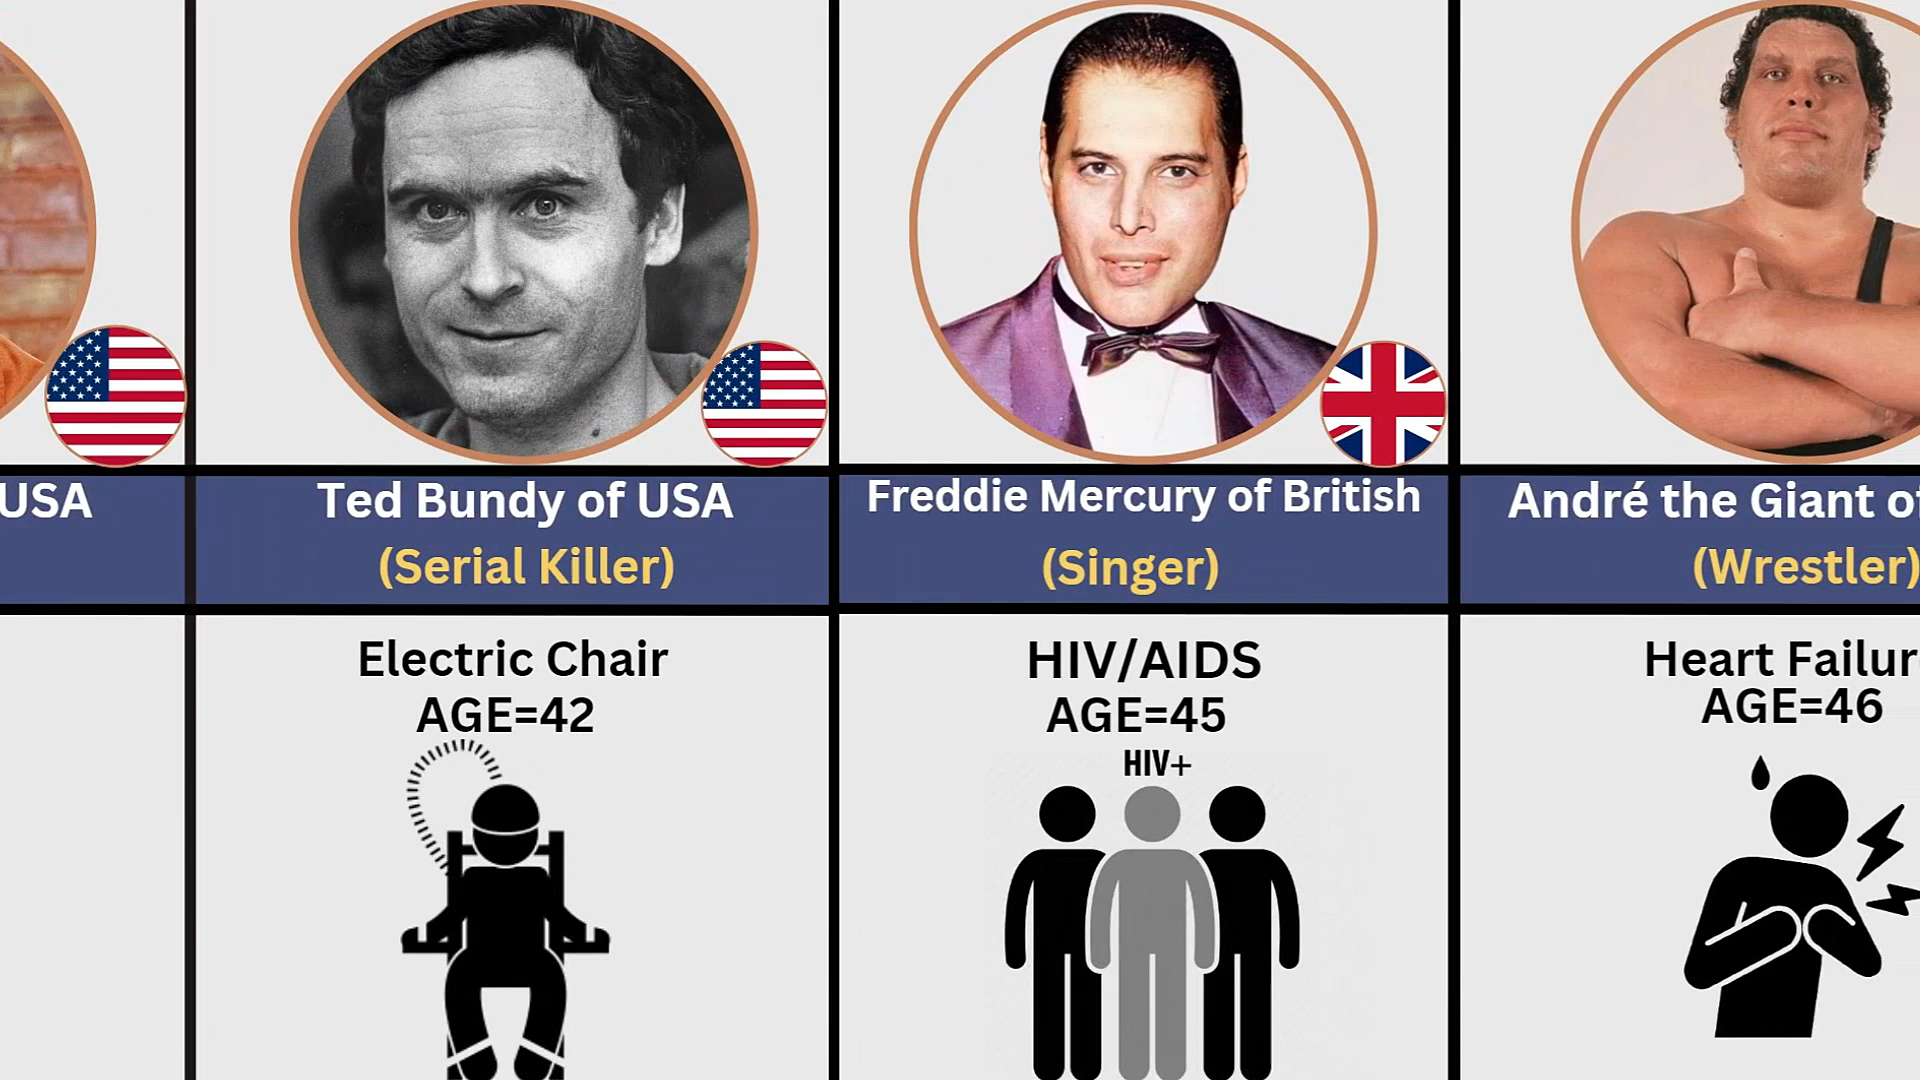 USA
Ted Bundy of USA
(Serial Killer)
Electric Chair
AGE=42
Freddie Mercury of British
(Singer)
HIV/AIDS
AGE=45
HIV+
André the Giant of
(Wrestler)
Heart Failur
AGE=46